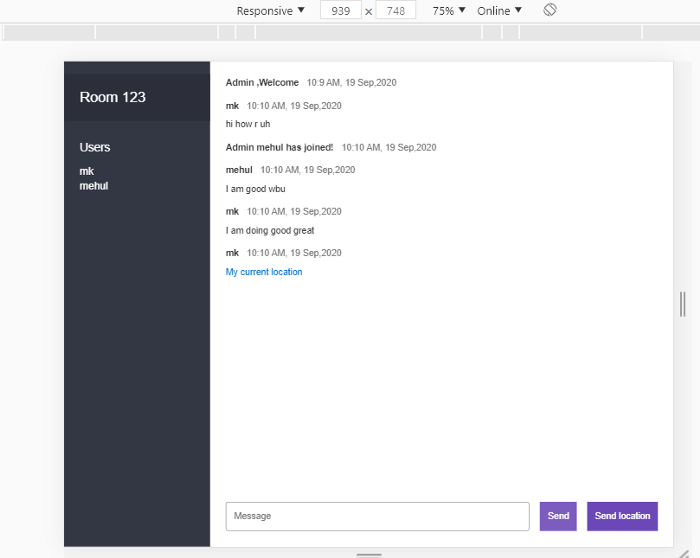 Responsive ▼ 939 × 748 75% ▼ Online ▼
Room 123
Users
mk
mehul
Admin ,Welcome 10:9 AM, 19 Sep,2020
mk 10:10 AM, 19 Sep,2020
hi how r uh
Admin mehul has joined! 10:10 AM, 19 Sep,2020
mehul 10:10 AM, 19 Sep,2020
I am good wbu
mk 10:10 AM, 19 Sep,2020
I am doing good great
mk 10:10 AM, 19 Sep,2020
My current location
Message Send Send location